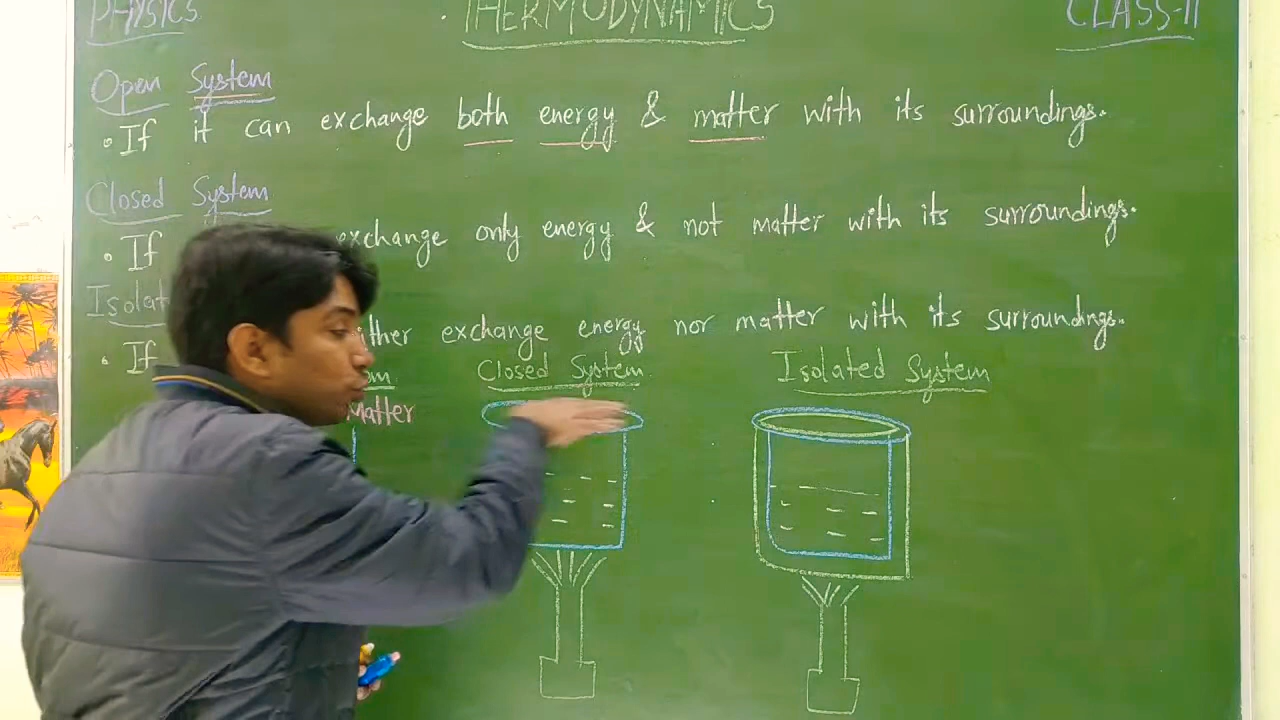 PHYSICS THERMODYNAMICS CLASS-11
Open System
• If it can exchange both energy & matter with its surroundings.
Closed System
• If exchange only energy & not matter with its surroundings.
• If exchange energy nor matter with its surroundings.
Closed System Isolated System
Matter